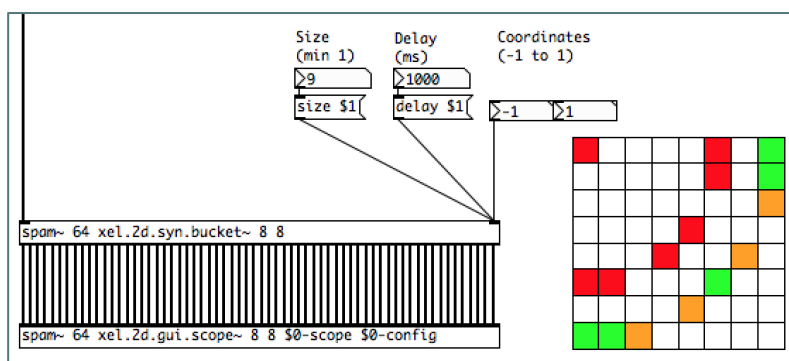 Size
(min 1)
Delay
(ms)
Coordinates
(-1 to 1)
9
1000
size $1
delay $1
-1
1
spam~ 64 xel.2d.syn.bucket~ 8 8
spam~ 64 xel.2d.gui.scope~ 8 8 $0-scope $0-config